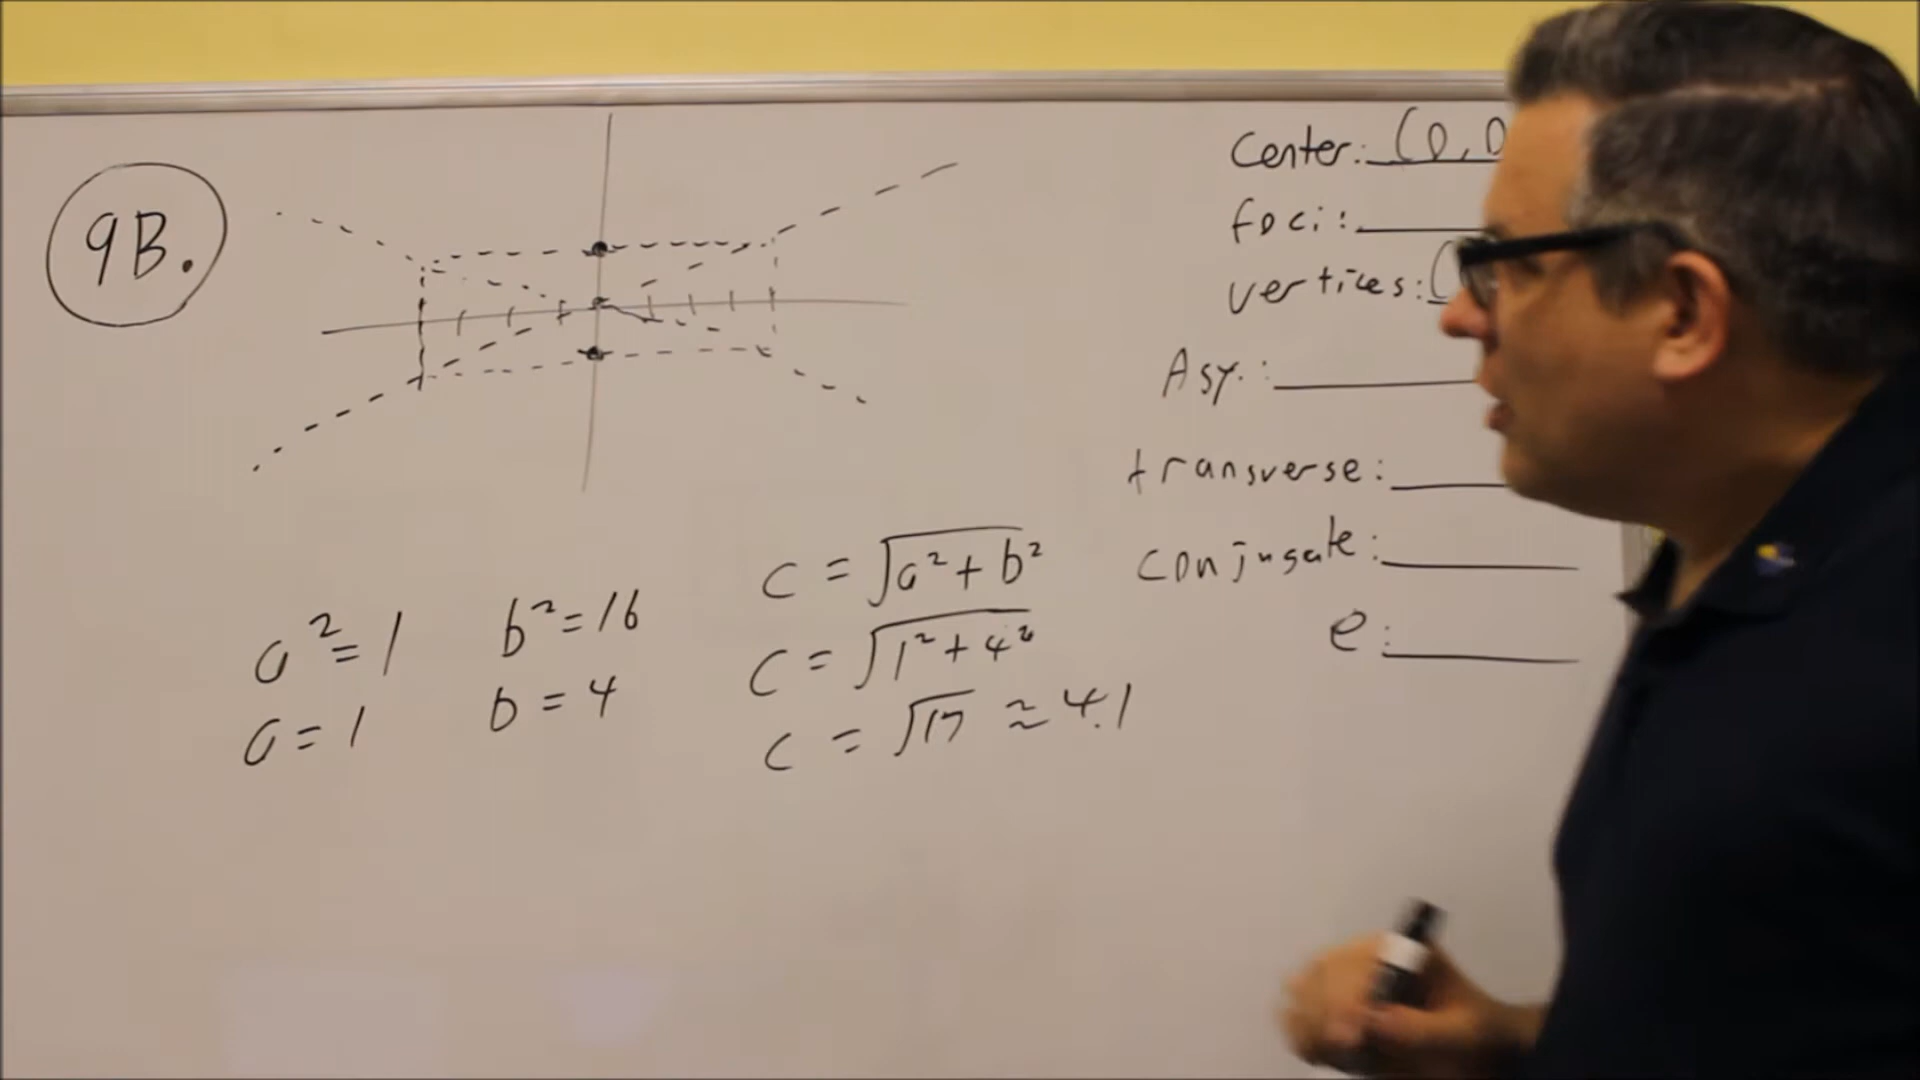 9B.
Center: (0,0
foci:
vertices: (
Asy.:
transverse:
conjugate:
e:
a²=1
a=1
b²=16
b=4
c=√a²+b²
c=√1²+4²
c=√17≈4.1